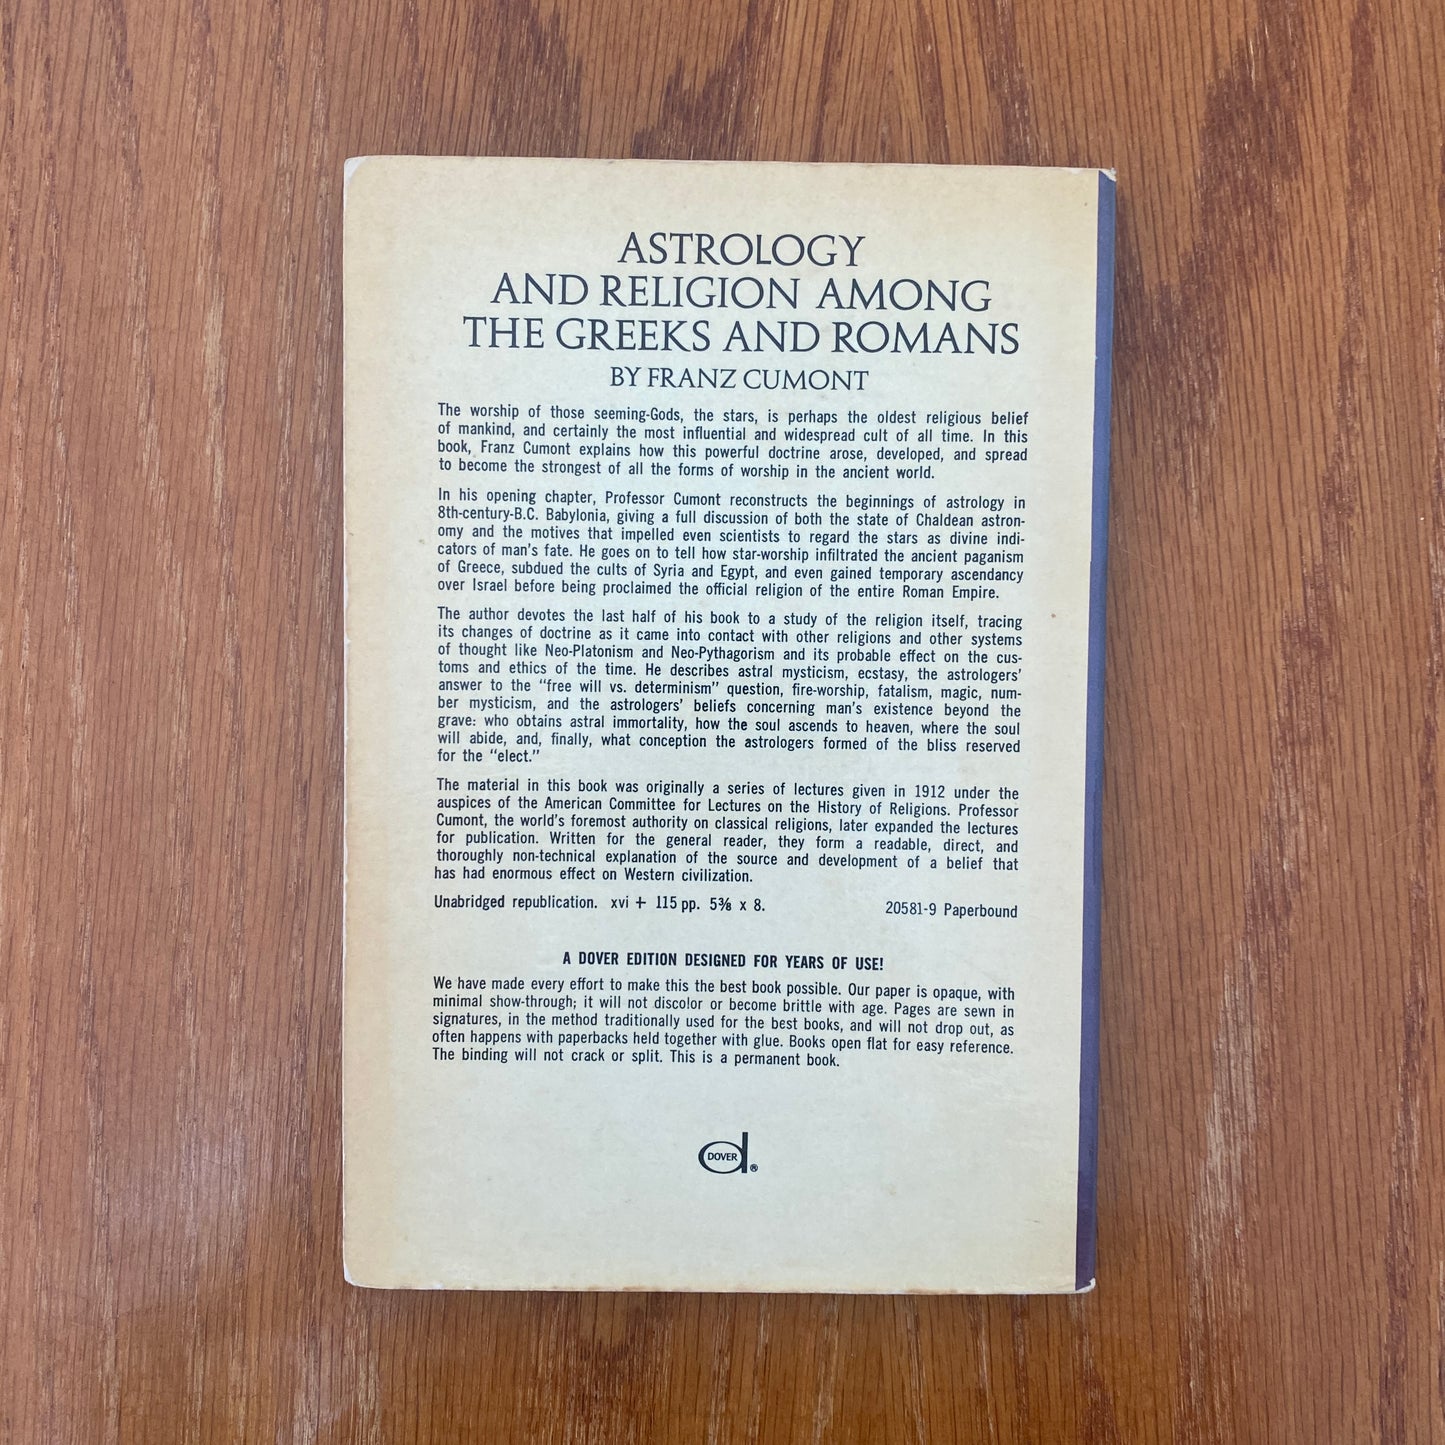 ASTROLOGY
AND RELIGION AMONG
THE GREEKS AND ROMANS
BY FRANZ CUMONT
The worship of those seeming-Gods, the stars, is perhaps the oldest religious belief
of mankind, and certainly the most influential and widespread cult of all time. In this
book, Franz Cumont explains how this powerful doctrine arose, developed, and spread
to become the strongest of all the forms of worship in the ancient world.
In his opening chapter, Professor Cumont reconstructs the beginnings of astrology in
8th-century-B.C. Babylonia, giving a full discussion of both the state of Chaldean astron-
omy and the motives that impelled even scientists to regard the stars as divine indi-
cators of man's fate. He goes on to tell how star-worship infiltrated the ancient paganism
of Greece, subdued the cults of Syria and Egypt, and even gained temporary ascendancy
over Israel before being proclaimed the official religion of the entire Roman Empire.
The author devotes the last half of his book to a study of the religion itself, tracing
its changes of doctrine as it came into contact with other religions and other systems
of thought like Neo-Platonism and Neo-Pythagorism and its probable effect on the cus-
toms and ethics of the time. He describes astral mysticism, ecstasy, the astrologers'
answer to the "free will vs. determinism" question, fire-worship, fatalism, magic, num-
ber mysticism, and the astrologers' beliefs concerning man's existence beyond the
grave: who obtains astral immortality, how the soul ascends to heaven, where the soul
will abide, and, finally, what conception the astrologers formed of the bliss reserved
for the "elect."
The material in this book was originally a series of lectures given in 1912 under the
auspices of the American Committee for Lectures on the History of Religions. Professor
Cumont, the world's foremost authority on classical religions, later expanded the lectures
for publication. Written for the general reader, they form a readable, direct, and
thoroughly non-technical explanation of the source and development of a belief that
has had enormous effect on Western civilization.
Unabridged republication. xvi + 115 pp. 5⅜ x 8. 20581-9 Paperbound
A DOVER EDITION DESIGNED FOR YEARS OF USE!
We have made every effort to make this the best book possible. Our paper is opaque, with
minimal show-through; it will not discolor or become brittle with age. Pages are sewn in
signatures, in the method traditionally used for the best books, and will not drop out, as
often happens with paperbacks held together with glue. Books open flat for easy reference.
The binding will not crack or split. This is a permanent book.
DOVER ®